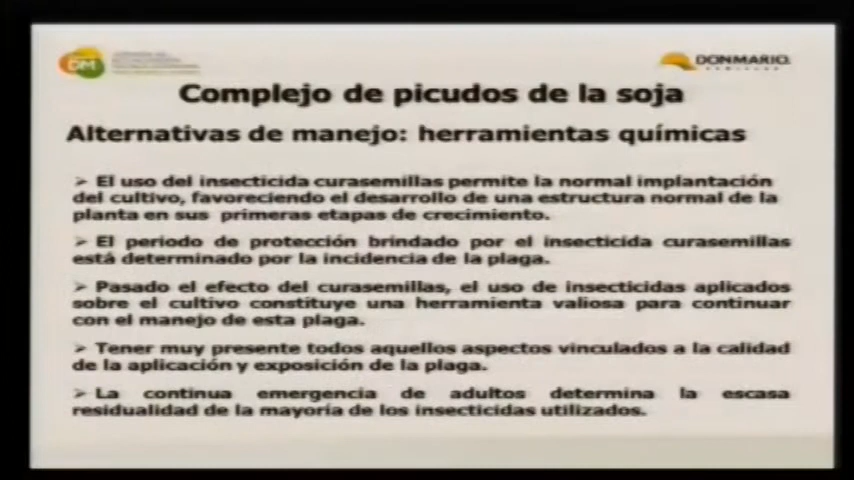 DM
DONMARIO
SEMILLAS
Complejo de picudos de la soja
Alternativas de manejo: herramientas químicas
➢ El uso del insecticida curasemillas permite la normal implantación
del cultivo, favoreciendo el desarrollo de una estructura normal de la
planta en sus primeras etapas de crecimiento.
➢ El periodo de protección brindado por el insecticida curasemillas
está determinado por la incidencia de la plaga.
➢ Pasado el efecto del curasemillas, el uso de insecticidas aplicados
sobre el cultivo constituye una herramienta valiosa para continuar
con el manejo de esta plaga.
➢ Tener muy presente todos aquellos aspectos vinculados a la calidad
de la aplicación y exposición de la plaga.
➢ La continua emergencia de adultos determina la escasa
residualidad de la mayoría de los insecticidas utilizados.